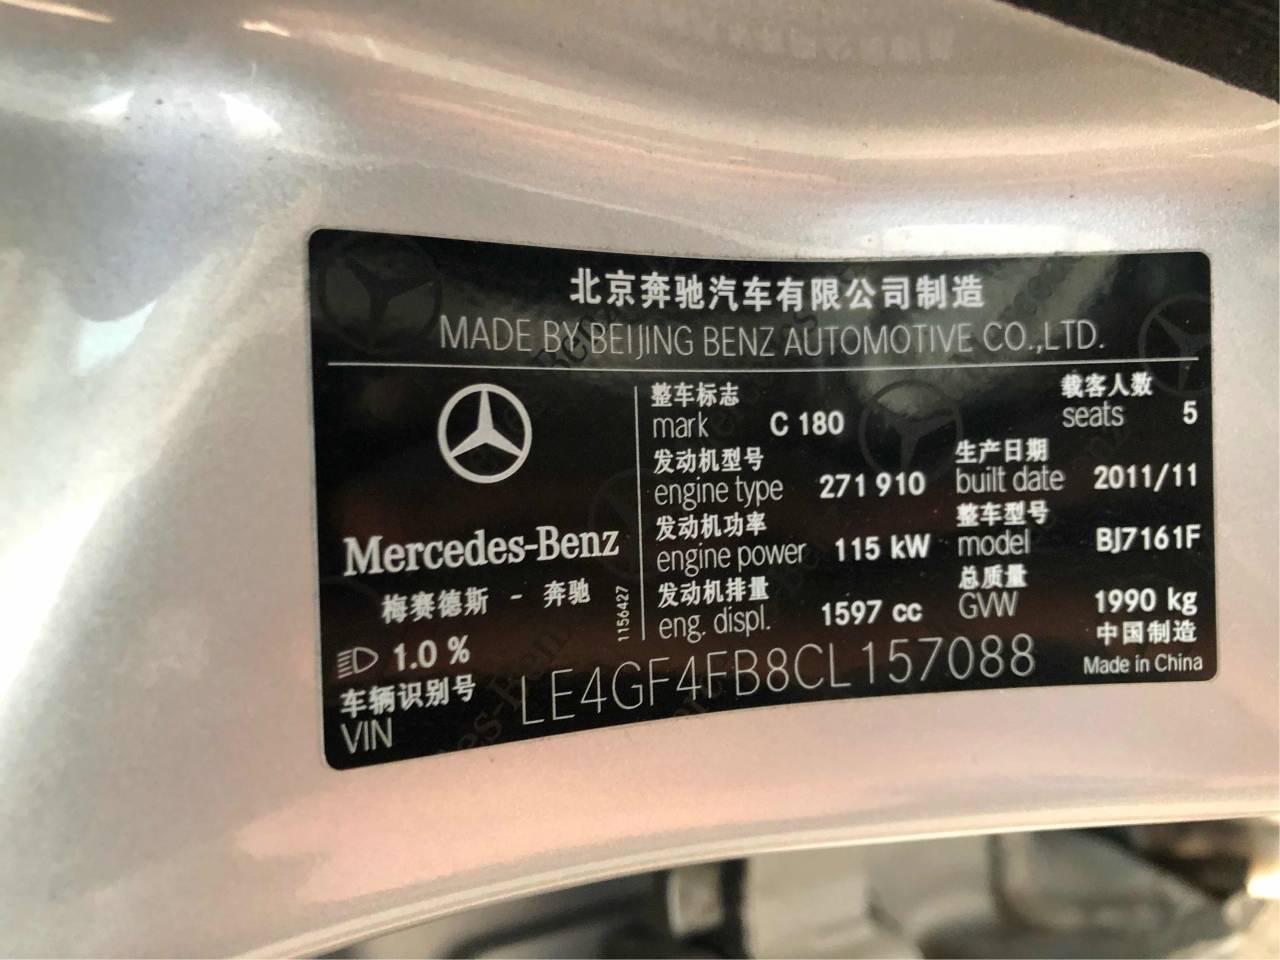 北京奔驰汽车有限公司制造
MADE BY BEIJING BENZ AUTOMOTIVE CO.,LTD.
Mercedes-Benz
梅赛德斯 - 奔驰
1156427
1.0 %
整车标志
mark C 180
载客人数
seats 5
发动机型号
engine type 271 910
生产日期
built date 2011/11
发动机功率
engine power 115 kW
整车型号
model BJ7161F
发动机排量
eng. displ. 1597 cc
总质量
GVW 1990 kg
中国制造
Made in China
车辆识别号
VIN LE4GF4FB8CL157088